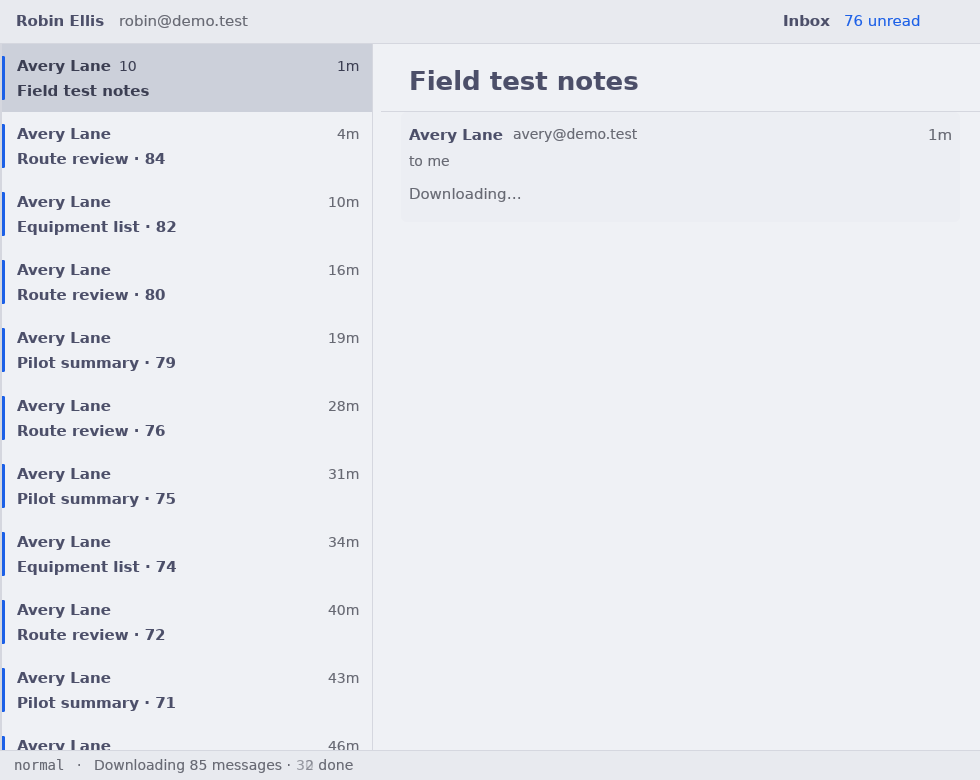 Robin Ellis robin@demo.test
Inbox 76 unread
Avery Lane 10 1m
Field test notes
Avery Lane 4m
Route review · 84
Avery Lane 10m
Equipment list · 82
Avery Lane 16m
Route review · 80
Avery Lane 19m
Pilot summary · 79
Avery Lane 28m
Route review · 76
Avery Lane 31m
Pilot summary · 75
Avery Lane 34m
Equipment list · 74
Avery Lane 40m
Route review · 72
Avery Lane 43m
Pilot summary · 71
Avery Lane 46m
Field test notes
Avery Lane avery@demo.test 1m
to me
Downloading…
normal · Downloading 85 messages · done